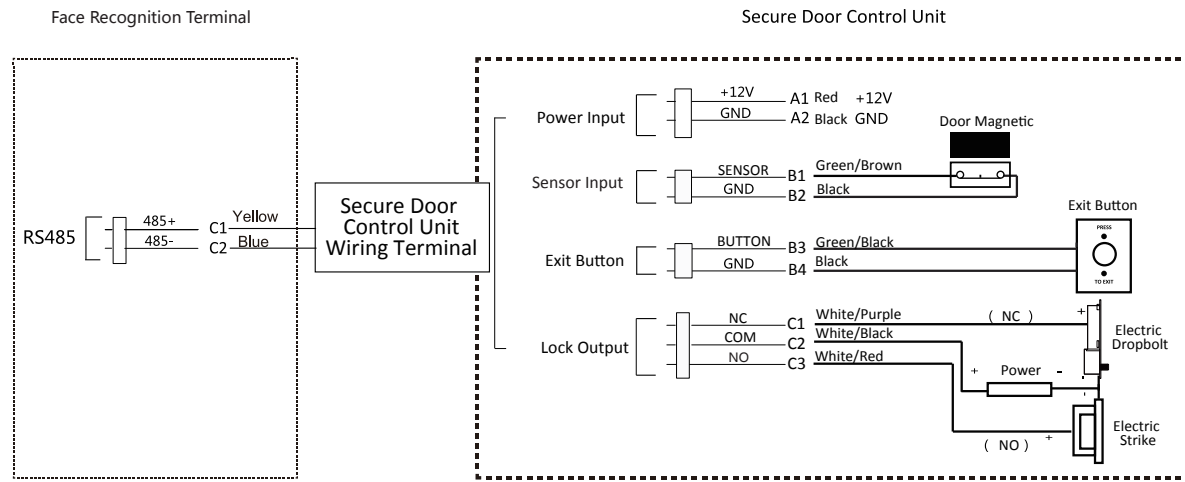 Face Recognition Terminal
Secure Door Control Unit
RS485
485+ C1 Yellow
485- C2 Blue
Secure Door
Control Unit
Wiring Terminal
Power Input
+12V A1 Red +12V
GND A2 Black GND
Door Magnetic
Sensor Input
SENSOR B1 Green/Brown
GND B2 Black
Exit Button
PRESS
TO EXIT
Exit Button
BUTTON B3 Green/Black
GND B4 Black
Lock Output
NC C1 White/Purple ( NC ) +
COM C2 White/Black
NO C3 White/Red
Electric
Dropbolt
+ Power -
-
( NO ) +
Electric
Strike